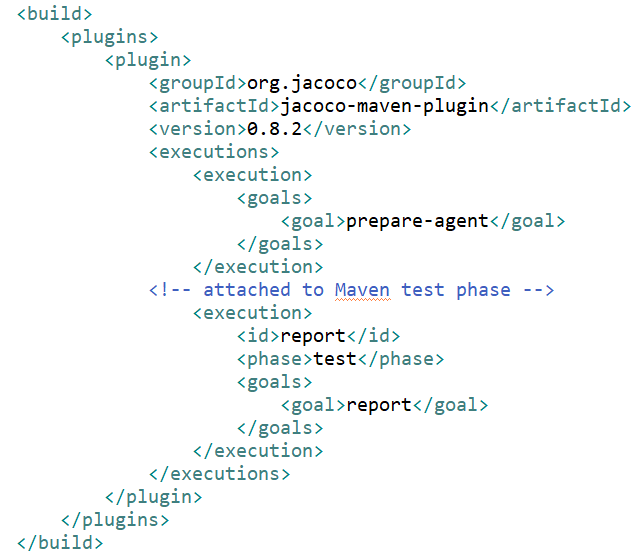 <build>
    <plugins>
        <plugin>
            <groupId>org.jacoco</groupId>
            <artifactId>jacoco-maven-plugin</artifactId>
            <version>0.8.2</version>
            <executions>
                <execution>
                    <goals>
                        <goal>prepare-agent</goal>
                    </goals>
                </execution>
            <!-- attached to Maven test phase -->
                <execution>
                    <id>report</id>
                    <phase>test</phase>
                    <goals>
                        <goal>report</goal>
                    </goals>
                </execution>
            </executions>
        </plugin>
    </plugins>
</build>